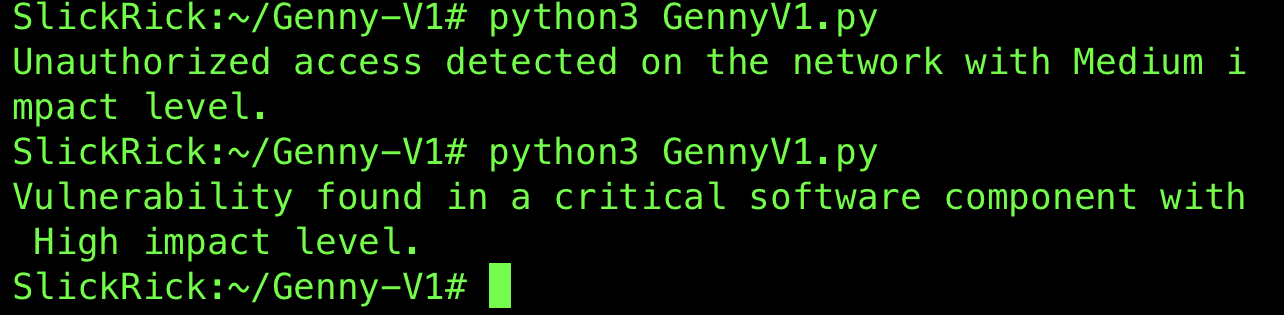 SlickRick:~/Genny-V1# python3 GennyV1.py
Unauthorized access detected on the network with Medium i
mpact level.
SlickRick:~/Genny-V1# python3 GennyV1.py
Vulnerability found in a critical software component with
 High impact level.
SlickRick:~/Genny-V1#